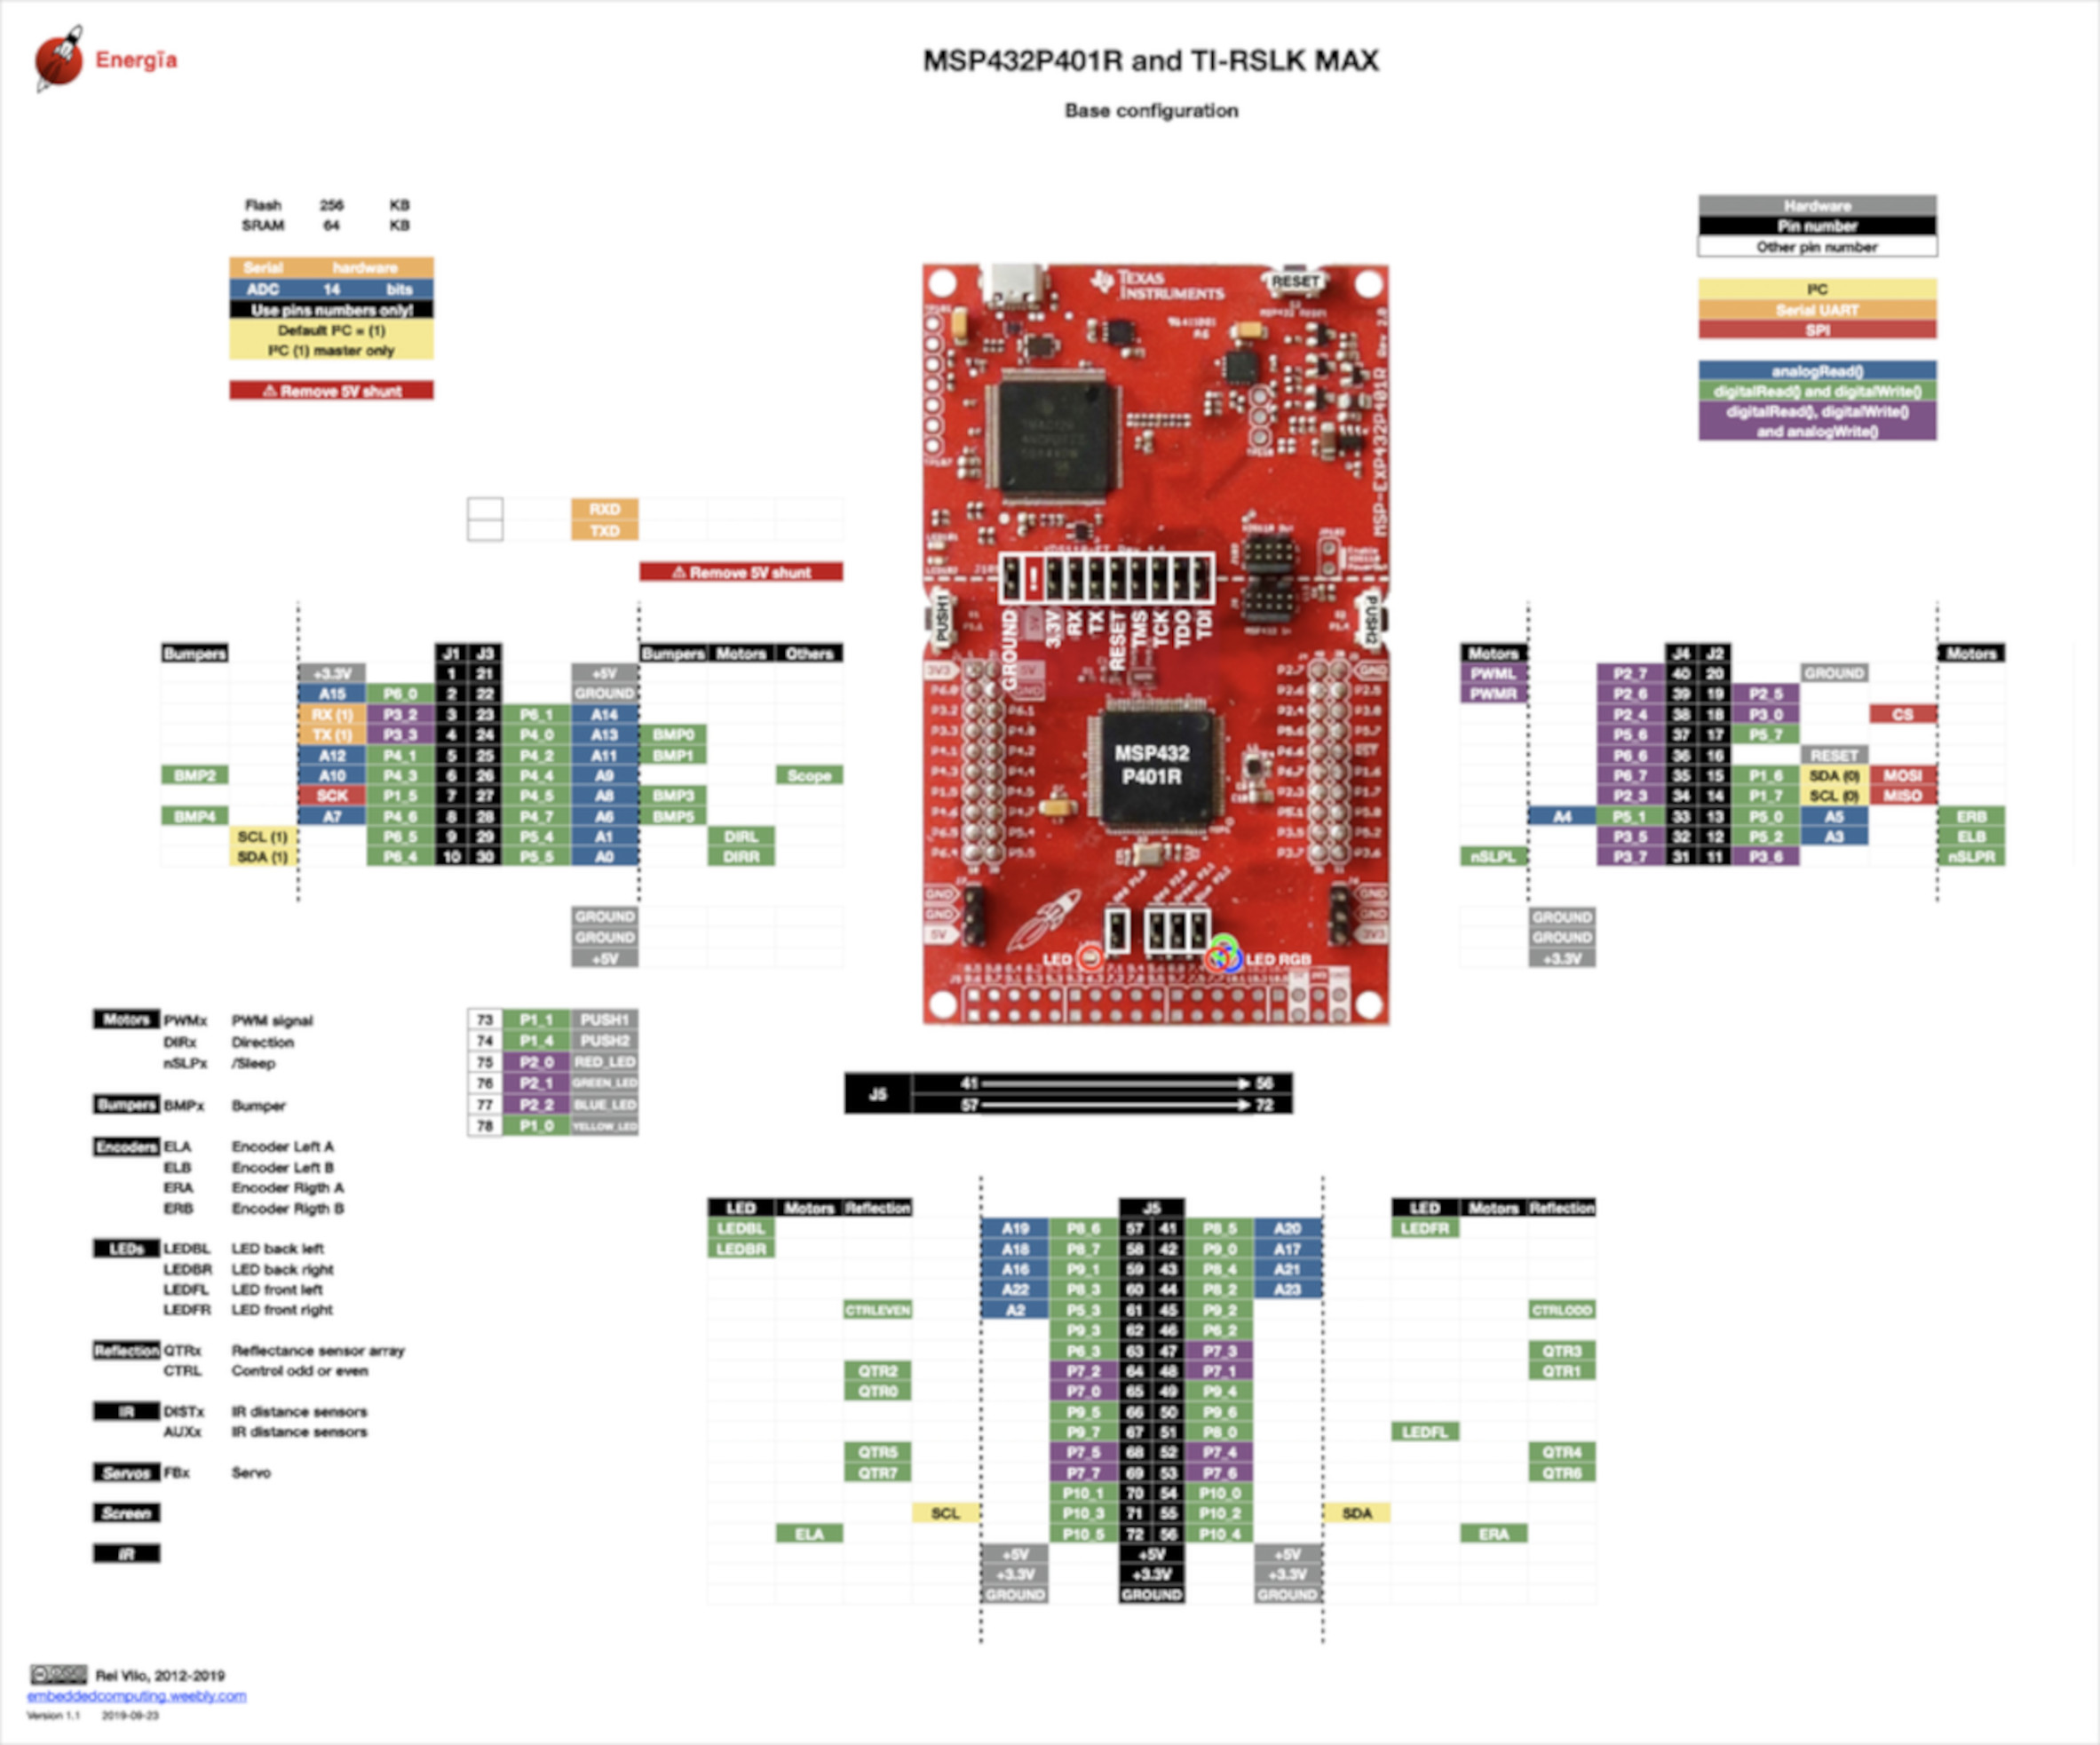 Energīa
MSP432P401R and TI-RSLK MAX
Base configuration
Flash 256 KB
SRAM 64 KB
Serial hardware
ADC 14 bits
Use pins numbers only!
Default I²C = (1)
I²C (1) master only
⚠ Remove 5V shunt
Hardware
Pin number
Other pin number
I²C
Serial UART
SPI
analogRead()
digitalRead() and digitalWrite()
digitalRead(), digitalWrite()
and analogWrite()
RXD
TXD
⚠ Remove 5V shunt
Bumpers J1 J3 Bumpers Motors Others
+3.3V 1 21 +5V
A15 P6_0 2 22 GROUND
RX (1) P3_2 3 23 P6_1 A14
TX (1) P3_3 4 24 P4_0 A13 BMP0
A12 P4_1 5 25 P4_2 A11 BMP1
BMP2 A10 P4_3 6 26 P4_4 A9 Scope
SCK P1_5 7 27 P4_5 A8 BMP3
BMP4 A7 P4_6 8 28 P4_7 A6 BMP5
SCL (1) P6_5 9 29 P5_4 A1 DIRL
SDA (1) P6_4 10 30 P5_5 A0 DIRR
GROUND
GROUND
+5V
TEXAS
INSTRUMENTS
RESET
MSP-EXP432P401R Rev 2.0
PUSH1
PUSH2
GROUND 5V 3.3V RX TX RESET TMS TCK TDO TDI
MSP432
P401R
3V3
GND
GND
GND
5V
GND
GND
3V3
LED
LED RGB
Motors J4 J2 Motors
PWML P2_7 40 20 GROUND
PWMR P2_6 39 19 P2_5
P2_4 38 18 P3_0 CS
P5_6 37 17 P5_7
P6_6 36 16 RESET
P6_7 35 15 P1_6 SDA (0) MOSI
P2_3 34 14 P1_7 SCL (0) MISO
A4 P5_1 33 13 P5_0 A5 ERB
P3_5 32 12 P5_2 A3 ELB
nSLPL P3_7 31 11 P3_6 nSLPR
GROUND
GROUND
+3.3V
Motors PWMx PWM signal
DIRx Direction
nSLPx /Sleep
Bumpers BMPx Bumper
Encoders ELA Encoder Left A
ELB Encoder Left B
ERA Encoder Rigth A
ERB Encoder Rigth B
LEDs LEDBL LED back left
LEDBR LED back right
LEDFL LED front left
LEDFR LED front right
Reflection QTRx Reflectance sensor array
CTRL Control odd or even
IR DISTx IR distance sensors
AUXx IR distance sensors
Servos FBx Servo
Screen
IR
73 P1_1 PUSH1
74 P1_4 PUSH2
75 P2_0 RED_LED
76 P2_1 GREEN_LED
77 P2_2 BLUE_LED
78 P1_0 YELLOW_LED
J5
41 56
57 72
LED Motors Reflection J5 LED Motors Reflection
LEDBL A19 P8_6 57 41 P8_5 A20 LEDFR
LEDBR A18 P8_7 58 42 P9_0 A17
A16 P9_1 59 43 P8_4 A21
A22 P8_3 60 44 P8_2 A23
CTRLEVEN A2 P5_3 61 45 P9_2 CTRLODD
P9_3 62 46 P6_2
P6_3 63 47 P7_3 QTR3
QTR2 P7_2 64 48 P7_1 QTR1
QTR0 P7_0 65 49 P9_4
P9_5 66 50 P9_6
P9_7 67 51 P8_0 LEDFL
QTR5 P7_5 68 52 P7_4 QTR4
QTR7 P7_7 69 53 P7_6 QTR6
P10_1 70 54 P10_0
SCL P10_3 71 55 P10_2 SDA
ELA P10_5 72 56 P10_4 ERA
+5V +5V +5V
+3.3V +3.3V +3.3V
GROUND GROUND GROUND
Rei Vilo, 2012-2019
embeddedcomputing.weebly.com
Version 1.1 2019-09-23